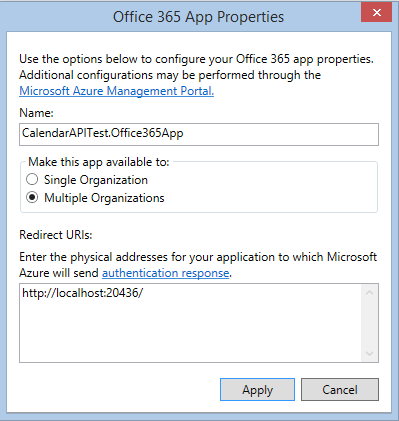 Office 365 App Properties
Use the options below to configure your Office 365 app properties.
Additional configurations may be performed through the
Microsoft Azure Management Portal.
Name:
CalendarAPITest.Office365App
Make this app available to:
Single Organization
Multiple Organizations
Redirect URIs:
Enter the physical addresses for your application to which Microsoft
Azure will send authentication response.
http://localhost:20436/
Apply
Cancel